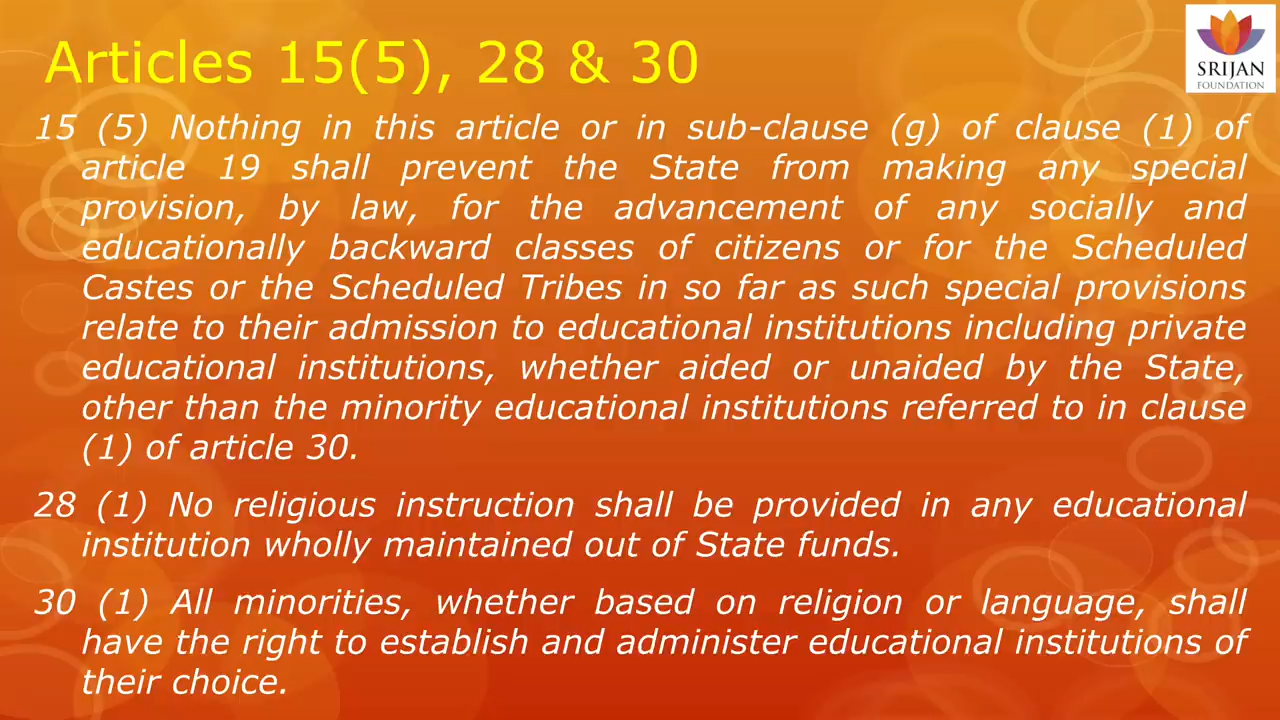 Articles 15(5), 28 & 30
SRIJAN
FOUNDATION
15 (5) Nothing in this article or in sub-clause (g) of clause (1) of
article 19 shall prevent the State from making any special
provision, by law, for the advancement of any socially and
educationally backward classes of citizens or for the Scheduled
Castes or the Scheduled Tribes in so far as such special provisions
relate to their admission to educational institutions including private
educational institutions, whether aided or unaided by the State,
other than the minority educational institutions referred to in clause
(1) of article 30.
28 (1) No religious instruction shall be provided in any educational
institution wholly maintained out of State funds.
30 (1) All minorities, whether based on religion or language, shall
have the right to establish and administer educational institutions of
their choice.